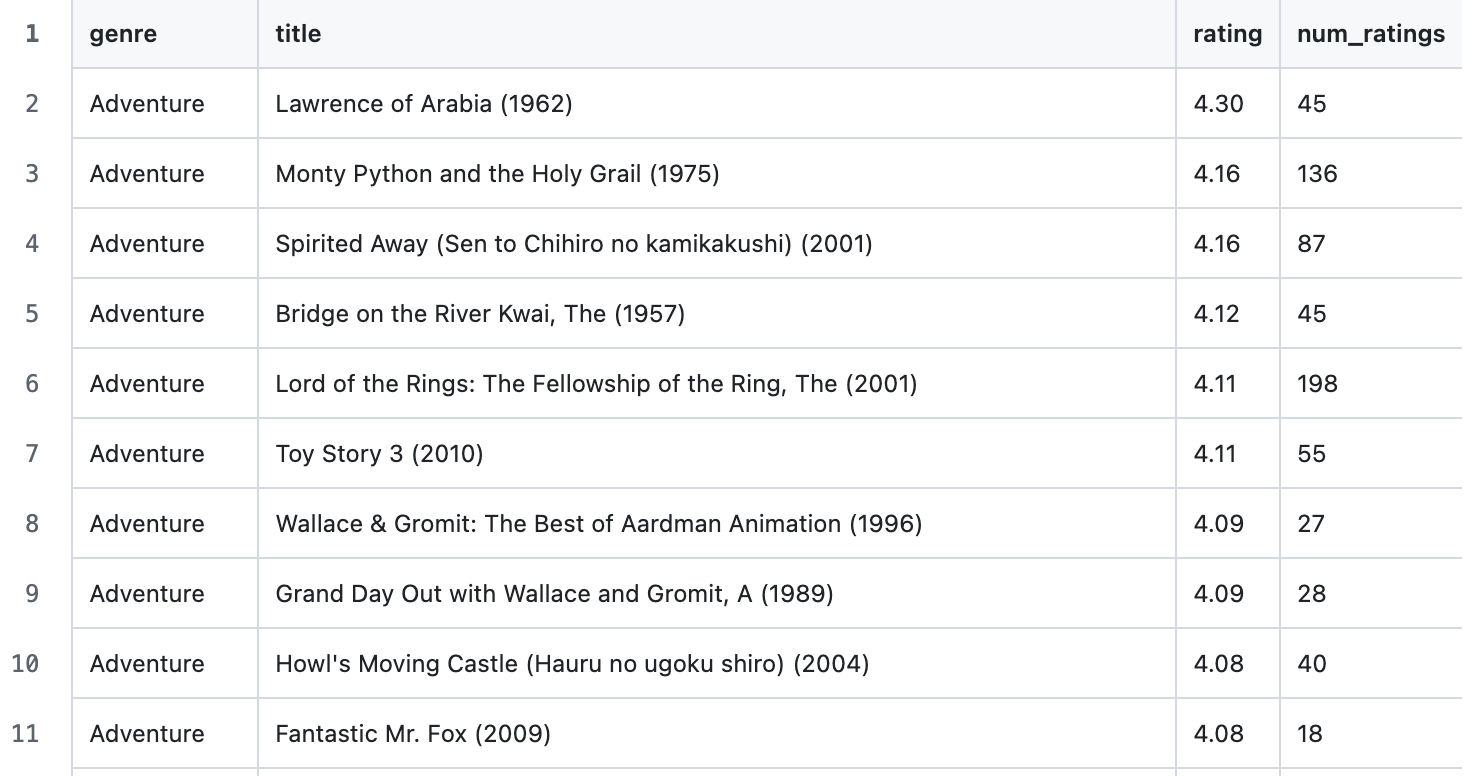 1 genre title rating num_ratings
2 Adventure Lawrence of Arabia (1962) 4.30 45
3 Adventure Monty Python and the Holy Grail (1975) 4.16 136
4 Adventure Spirited Away (Sen to Chihiro no kamikakushi) (2001) 4.16 87
5 Adventure Bridge on the River Kwai, The (1957) 4.12 45
6 Adventure Lord of the Rings: The Fellowship of the Ring, The (2001) 4.11 198
7 Adventure Toy Story 3 (2010) 4.11 55
8 Adventure Wallace & Gromit: The Best of Aardman Animation (1996) 4.09 27
9 Adventure Grand Day Out with Wallace and Gromit, A (1989) 4.09 28
10 Adventure Howl's Moving Castle (Hauru no ugoku shiro) (2004) 4.08 40
11 Adventure Fantastic Mr. Fox (2009) 4.08 18